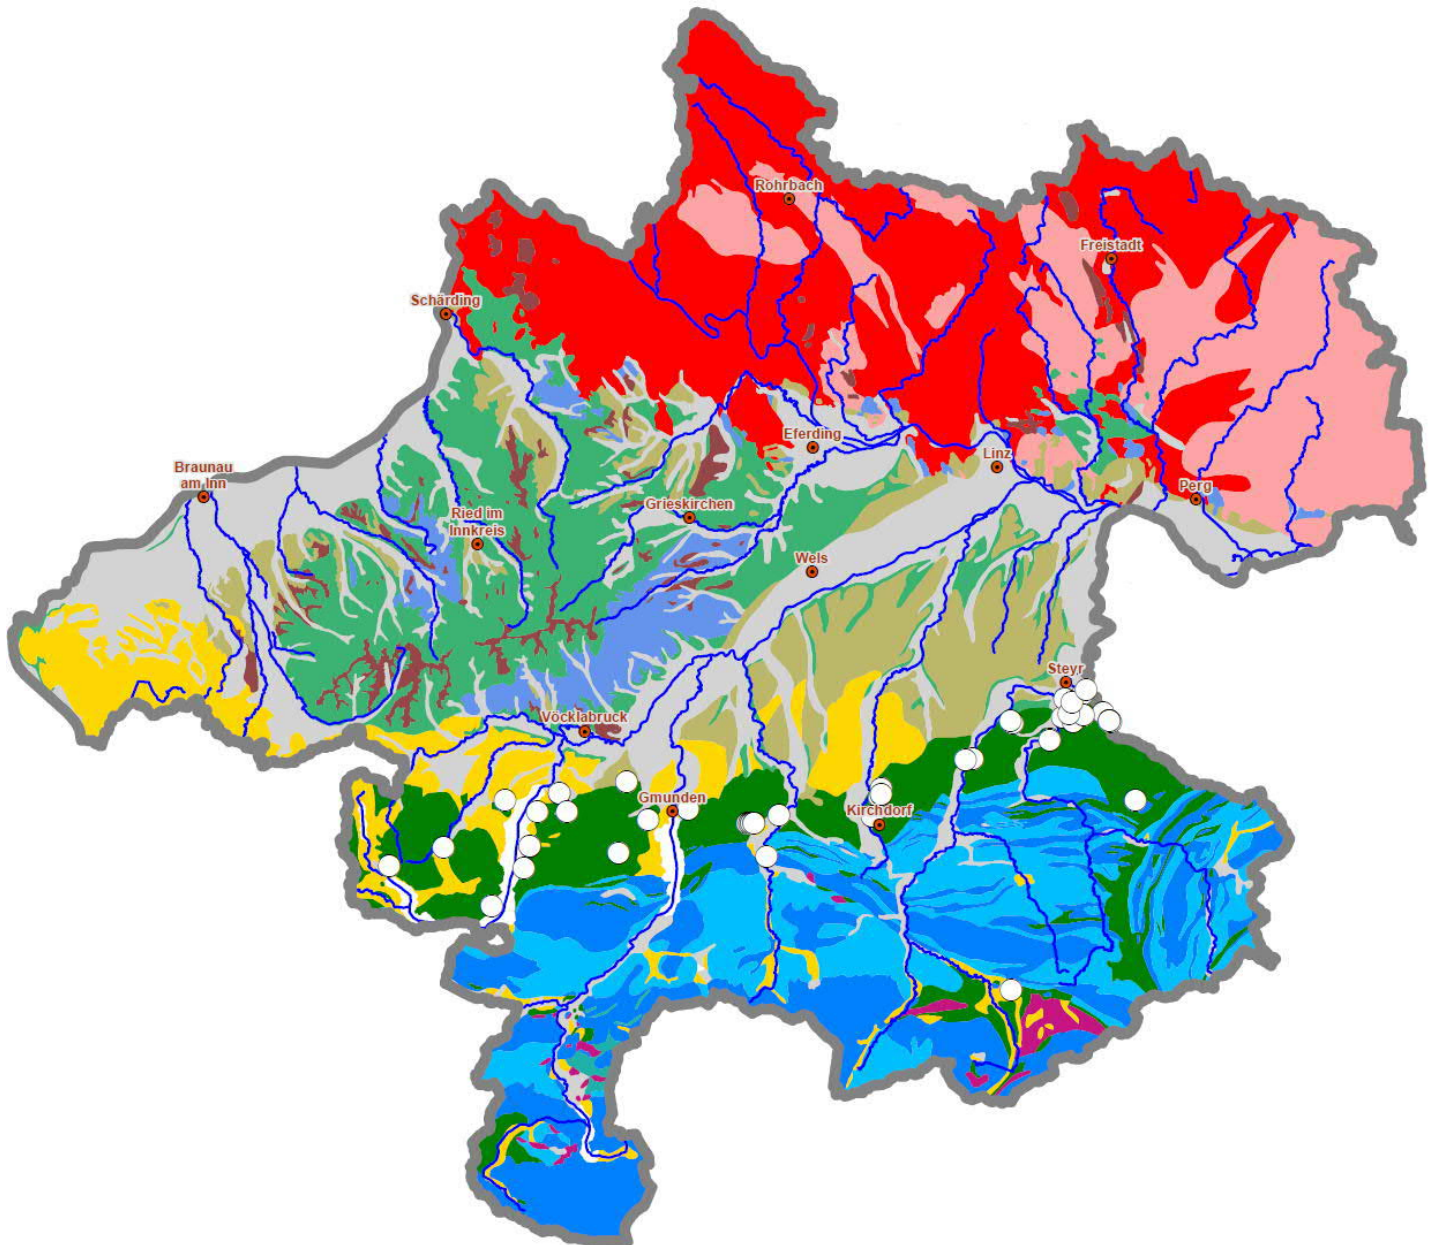 Rohrbach
Freistadt
Schärding
Eferding
Linz
Braunau
am Inn
Perg
Grieskirchen
Ried im
Innkreis
Wels
Steyr
Vöcklabruck
Gmunden
Kirchdorf